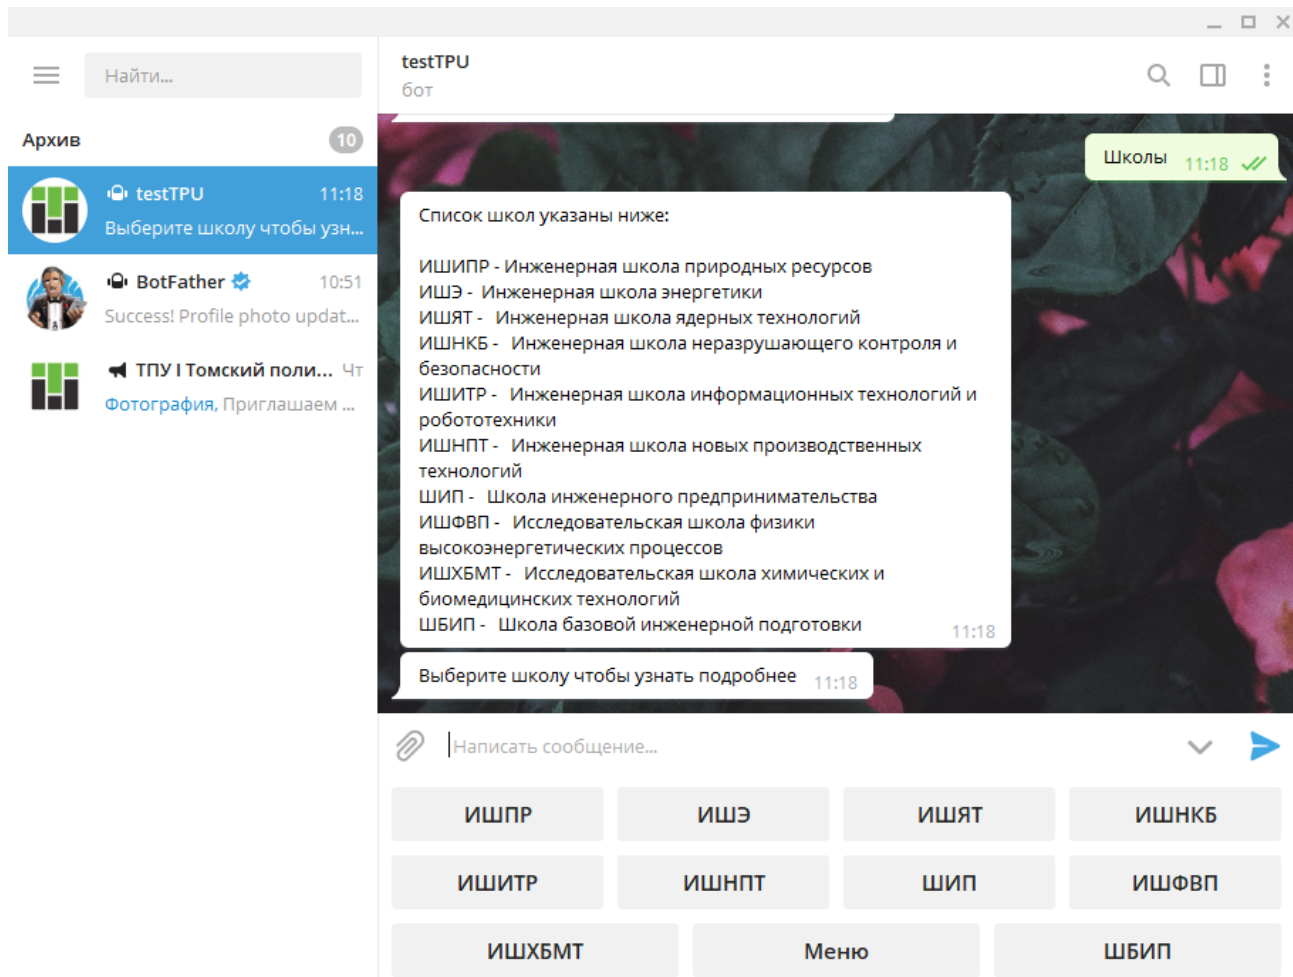 Найти...
Архив
10
testTPU
11:18
Выберите школу чтобы узн...
BotFather
10:51
Success! Profile photo updat...
ТПУ I Томский поли...
Чт
Фотография, Приглашаем ...
testTPU
бот
Школы
11:18
Список школ указаны ниже:
ИШИПР - Инженерная школа природных ресурсов
ИШЭ - Инженерная школа энергетики
ИШЯТ - Инженерная школа ядерных технологий
ИШНКБ - Инженерная школа неразрушающего контроля и
безопасности
ИШИТР - Инженерная школа информационных технологий и
робототехники
ИШНПТ - Инженерная школа новых производственных
технологий
ШИП - Школа инженерного предпринимательства
ИШФВП - Исследовательская школа физики
высокоэнергетических процессов
ИШХБМТ - Исследовательская школа химических и
биомедицинских технологий
ШБИП - Школа базовой инженерной подготовки
11:18
Выберите школу чтобы узнать подробнее
11:18
Написать сообщение...
ИШПР
ИШЭ
ИШЯТ
ИШНКБ
ИШИТР
ИШНПТ
ШИП
ИШФВП
ИШХБМТ
Меню
ШБИП